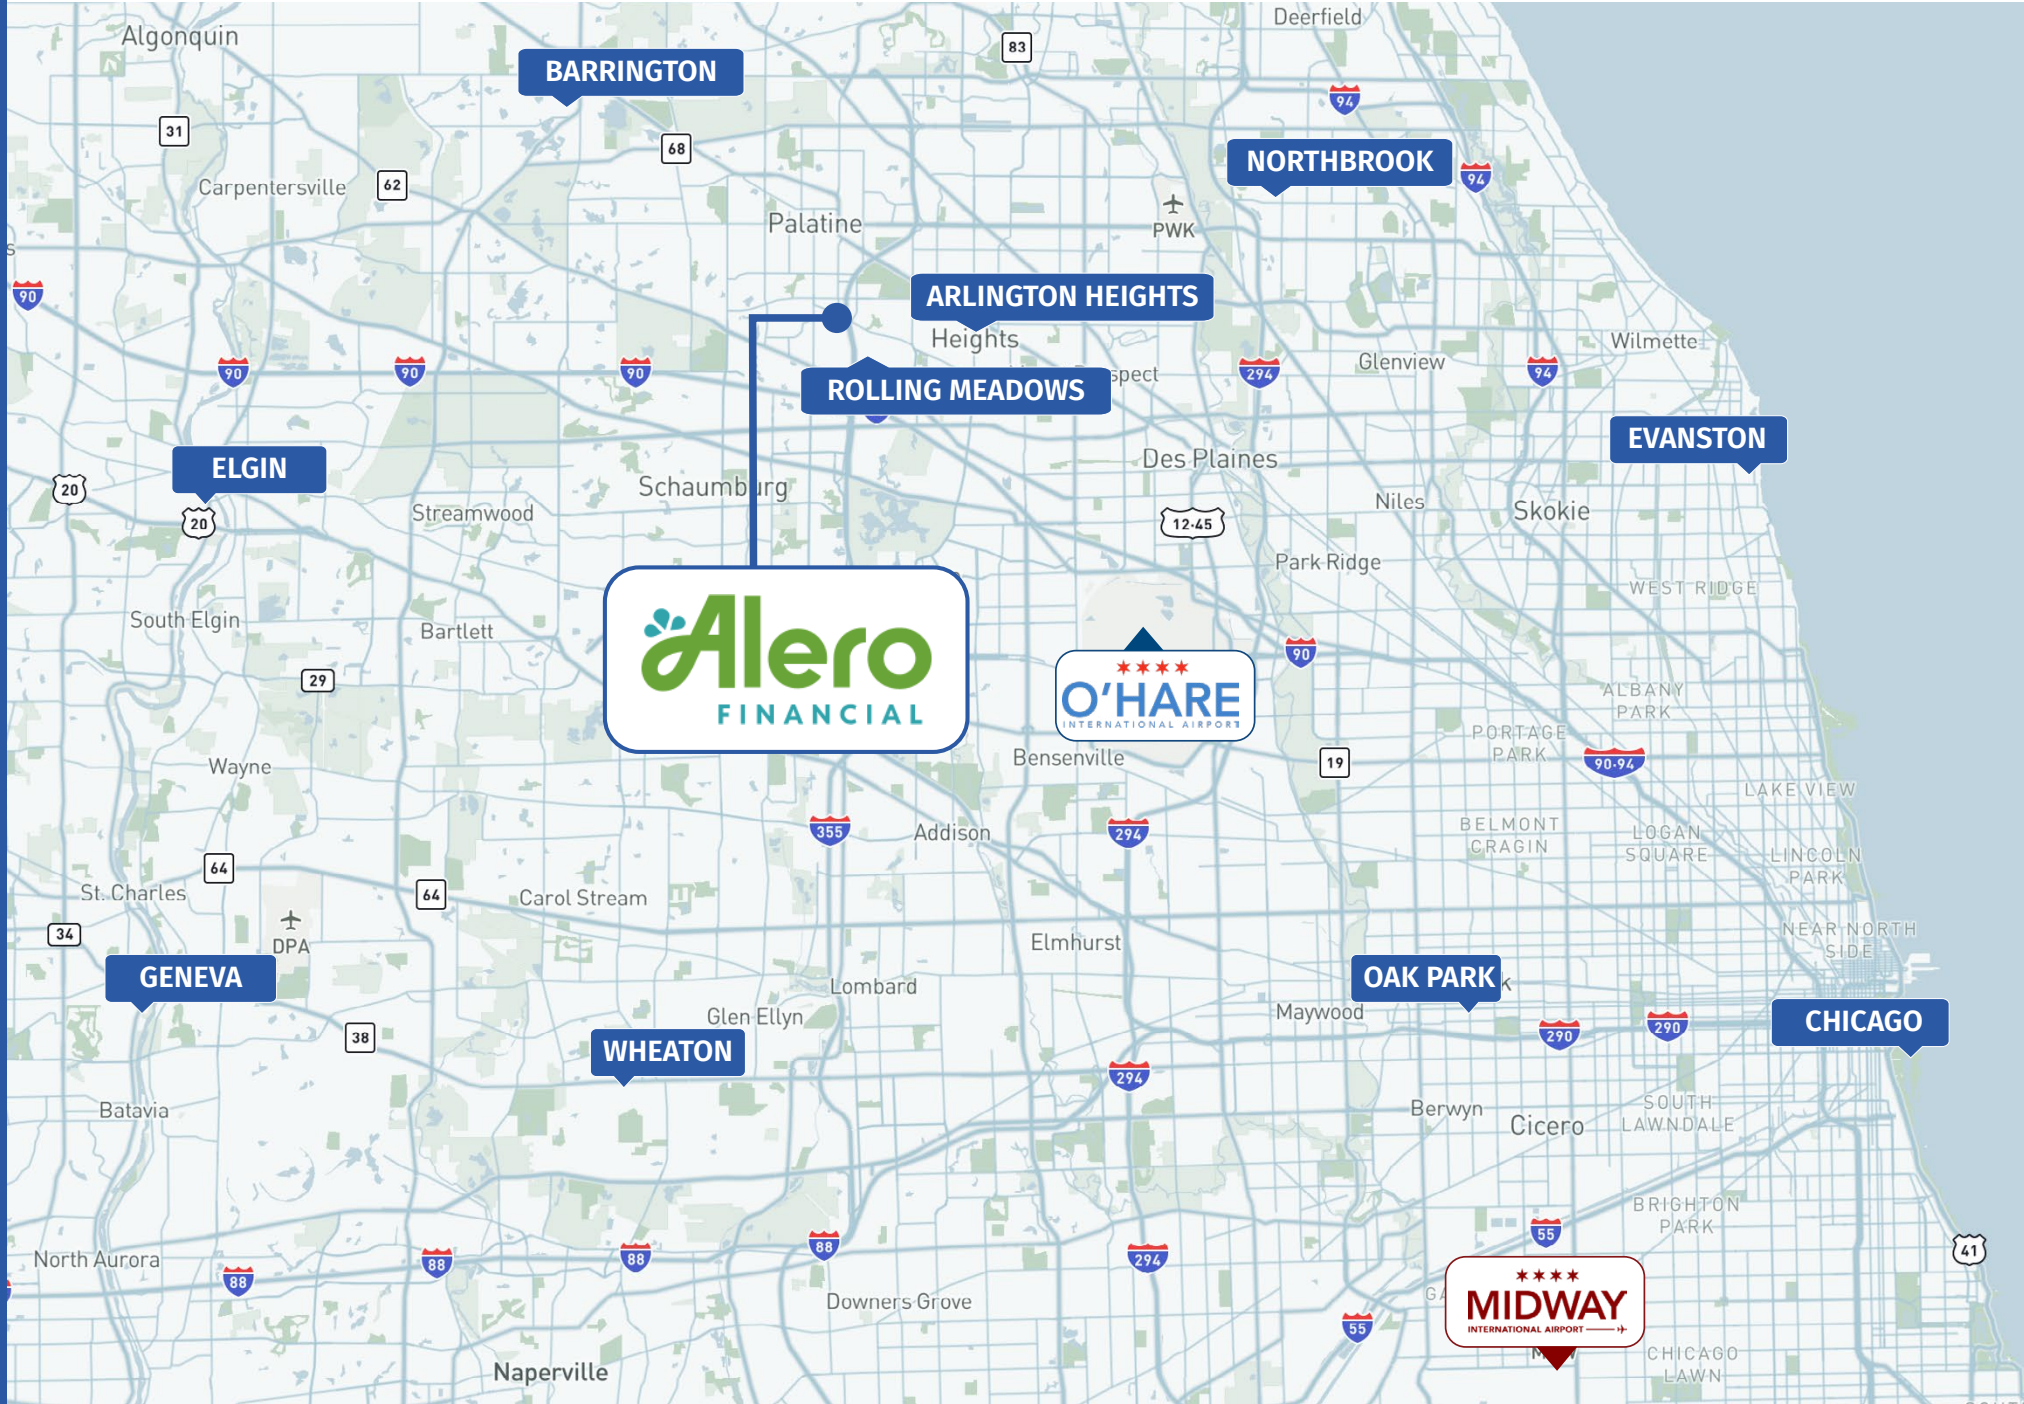 Deerfield
Algonquin
83
BARRINGTON
94
31
68
NORTHBROOK
94
Carpentersville
62
Palatine
PWK
s
90
ARLINGTON HEIGHTS
Heights
Wilmette
90
90
90
spect
294
Glenview
94
ROLLING MEADOWS
EVANSTON
ELGIN
Des Plaines
20
Schaumburg
Niles
Skokie
20
Streamwood
12·45
Park Ridge
WEST RIDGE
South Elgin
Bartlett
Alero
FINANCIAL
90
29
O'HARE
INTERNATIONAL AIRPORT
ALBANY
PARK
PORTAGE
PARK
Wayne
Bensenville
19
90·94
LAKE VIEW
355
Addison
294
BELMONT
CRAGIN
LOGAN
SQUARE
LINCOLN
PARK
64
St. Charles
64
Carol Stream
34
DPA
Elmhurst
NEAR NORTH
SIDE
GENEVA
Lombard
OAK PARK
k
Glen Ellyn
Maywood
CHICAGO
38
WHEATON
290
290
294
Batavia
Berwyn
Cicero
SOUTH
LAWNDALE
BRIGHTON
PARK
North Aurora
88
88
88
88
294
55
41
Downers Grove
GA
MIDWAY
INTERNATIONAL AIRPORT
55
CHICAGO
LAWN
Naperville